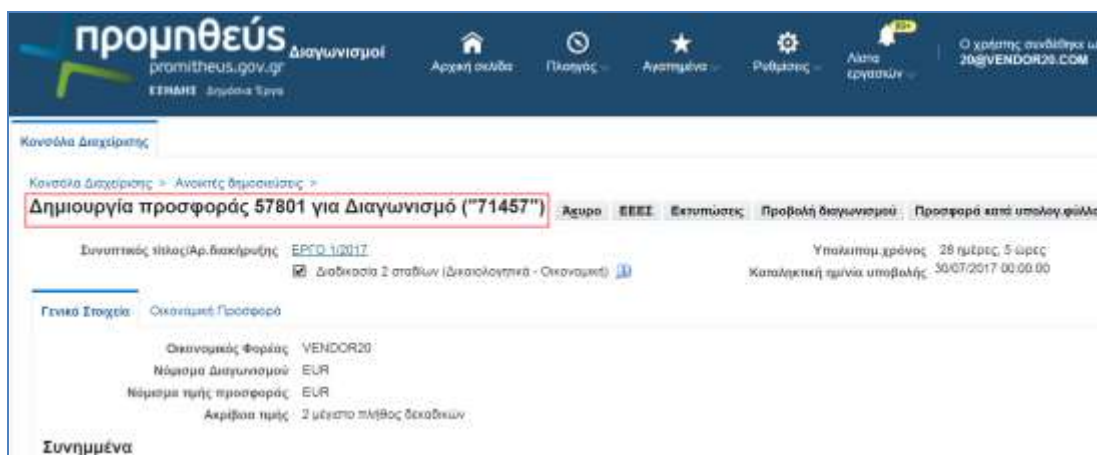 προμηθεύς
promitheus.gov.gr
ΕΣΗΔΗΣ Δημόσια Έργα
Διαγωνισμοί
Αρχική σελίδα
Πλοηγός
Αγαπημένα
Ρυθμίσεις
Λίστα εργασιών
Ο χρήστης συνδέθηκε ω
20@VENDOR20.COM
Κονσόλα Διαχείρισης
Κονσόλα Διαχείρισης > Ανοικτές δημοσιεύσεις >
Δημιουργία προσφοράς 57801 για Διαγωνισμό ("71457") Άκυρο ΕΕΕΣ Εκτυπώσεις Προβολή διαγωνισμού Προσφορά κατά υπολογ.φύλλο
Συνοπτικός τίτλος/Αρ.διακήρυξης ΕΡΓΟ 1/2017 Υπολειπομ.χρόνος 28 ημέρες, 5 ώρες
Διαδικασία 2 σταδίων (Δικαιολογητικά - Οικονομική) Καταληκτική ημ/νία υποβολής 30/07/2017 00:00:00
Γενικά Στοιχεία Οικονομική Προσφορά
Οικονομικός Φορέας VENDOR20
Νόμισμα Διαγωνισμού EUR
Νόμισμα τιμής προσφοράς EUR
Ακρίβεια τιμής 2 μέγιστο πλήθος δεκαδικών
Συνημμένα